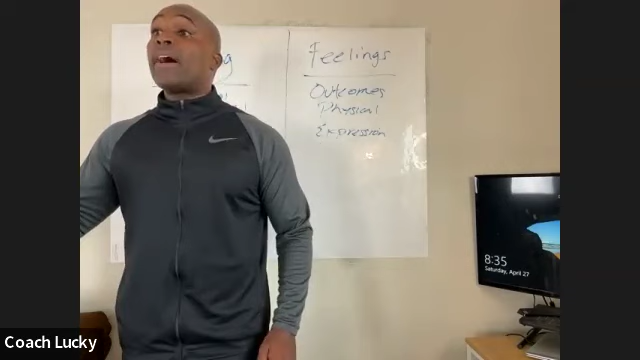 Feelings
Outcomes
Physical
Expression
8:35
Saturday, April 27
Coach Lucky